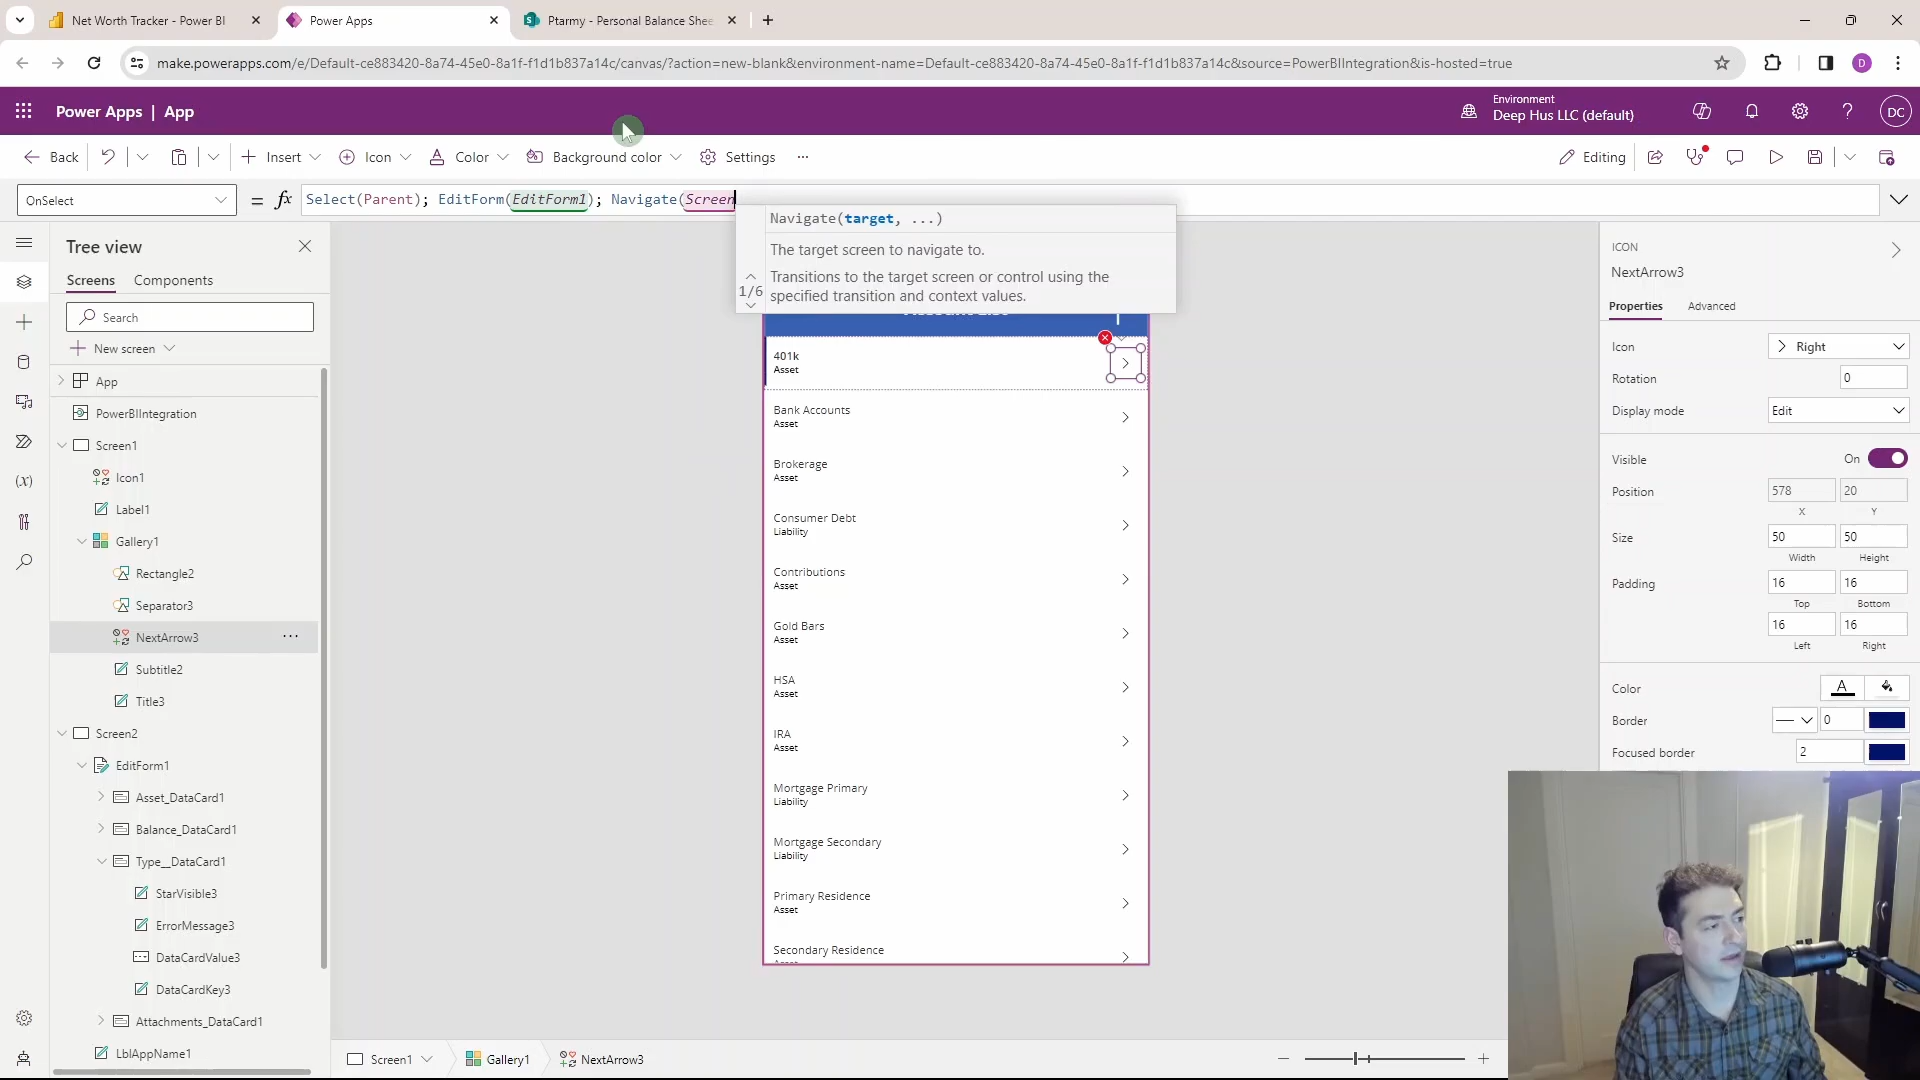 Net Worth Tracker - Power BI
Power Apps
Ptarmy - Personal Balance Shee
make.powerapps.com/e/Default-ce883420-8a74-45e0-8a1f-f1d1b837a14c/canvas/?action=new-blank&environment-name=Default-ce883420-8a74-45e0-8a1f-f1d1b837a14c&source=PowerBIIntegration&is-hosted=true
D
Power Apps | App
Environment
Deep Hus LLC (default)
DC
Back
Insert
Icon
Color
Background color
Settings
Editing
OnSelect
= fx Select(Parent); EditForm(EditForm1); Navigate(Screen
Navigate(target, ...)
The target screen to navigate to.
1/6
Transitions to the target screen or control using the
specified transition and context values.
Tree view
Screens
Components
Search
New screen
App
PowerBIIntegration
Screen1
Icon1
Label1
Gallery1
Rectangle2
Separator3
NextArrow3
Subtitle2
Title3
Screen2
EditForm1
Asset_DataCard1
Balance_DataCard1
Type__DataCard1
StarVisible3
ErrorMessage3
DataCardValue3
DataCardKey3
Attachments_DataCard1
LblAppName1
401k
Asset
Bank Accounts
Asset
Brokerage
Asset
Consumer Debt
Liability
Contributions
Asset
Gold Bars
Asset
HSA
Asset
IRA
Asset
Mortgage Primary
Liability
Mortgage Secondary
Liability
Primary Residence
Asset
Secondary Residence
ICON
NextArrow3
Properties
Advanced
Icon
Right
Rotation
0
Display mode
Edit
Visible
On
Position
578
20
X
Y
Size
50
50
Width
Height
Padding
16
16
Top
Bottom
16
16
Left
Right
Color
A
Border
0
Focused border
2
Screen1
Gallery1
NextArrow3